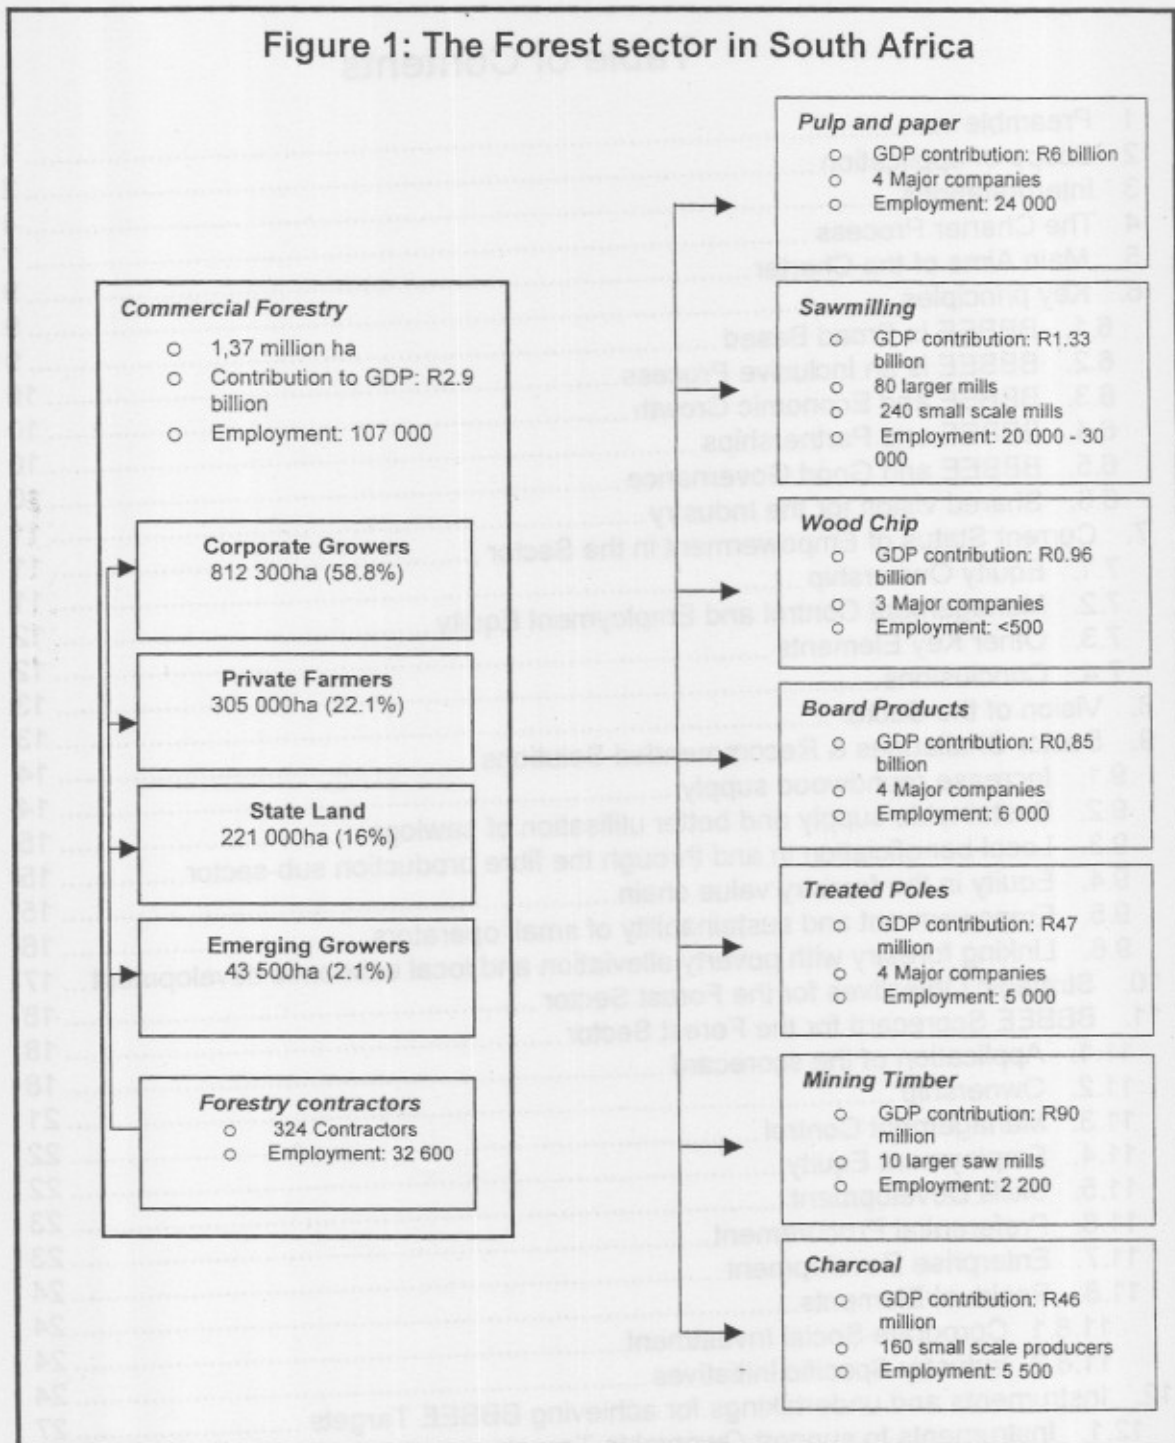 Figure 1: The Forest sector in South Africa
Commercial Forestry
o 1,37 million ha
o Contribution to GDP: R2.9
billion
o Employment: 107 000
Corporate Growers
812 300ha (58.8%)
Private Farmers
305 000ha (22.1%)
State Land
221 000ha (16%)
Emerging Growers
43 500ha (2.1%)
Forestry contractors
o 324 Contractors
o Employment: 32 600
Pulp and paper
o GDP contribution: R6 billion
o 4 Major companies
o Employment: 24 000
Sawmilling
o GDP contribution: R1.33
billion
o 80 larger mills
o 240 small scale mills
o Employment: 20 000 - 30
000
Wood Chip
o GDP contribution: R0.96
billion
o 3 Major companies
o Employment: <500
Board Products
o GDP contribution: R0,85
billion
o 4 Major companies
o Employment: 6 000
Treated Poles
o GDP contribution: R47
million
o 4 Major companies
o Employment: 5 000
Mining Timber
o GDP contribution: R90
million
o 10 larger saw mills
o Employment: 2 200
Charcoal
o GDP contribution: R46
million
o 160 small scale producers
o Employment: 5 500